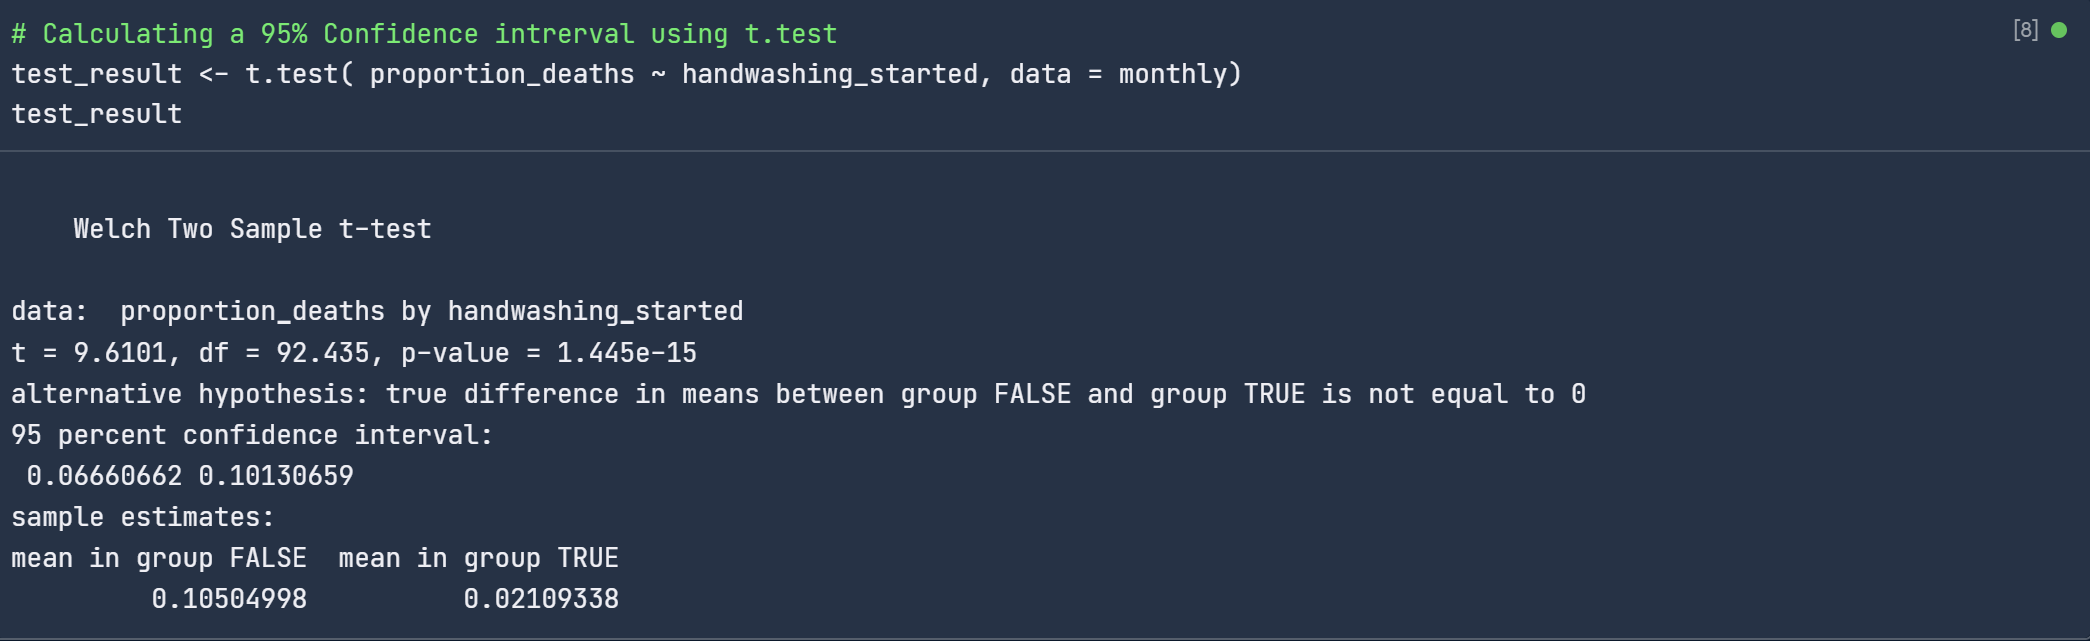 # Calculating a 95% Confidence intrerval using t.test
[8]
test_result <- t.test( proportion_deaths ~ handwashing_started, data = monthly)
test_result
Welch Two Sample t-test
data:  proportion_deaths by handwashing_started
t = 9.6101, df = 92.435, p-value = 1.445e-15
alternative hypothesis: true difference in means between group FALSE and group TRUE is not equal to 0
95 percent confidence interval:
0.06660662 0.10130659
sample estimates:
mean in group FALSE  mean in group TRUE
0.10504998          0.02109338